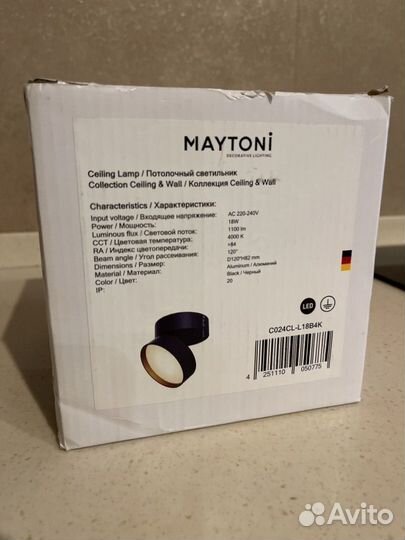 MAYTONi
DECORATIVE LIGHTING
Ceiling Lamp / Потолочный светильник
Collection Ceiling & Wall / Коллекция Ceiling & Wall
Characteristics / Характеристики:
Input voltage / Входящее напряжение: AC 220-240V
Power / Мощность: 18W
Luminous flux / Световой поток: 1100 lm
CCT / Цветовая температура: 4000 K
RA / Индекс цветопередачи: >84
Beam angle / Угол рассеивания: 120°
Dimensions / Размер: D120*H82 mm
Material / Материал: Aluminum / Алюминий
Color / Цвет: Black / Черный
IP: 20
LED
C024CL-L18B4K
4 251110 050775
Avito